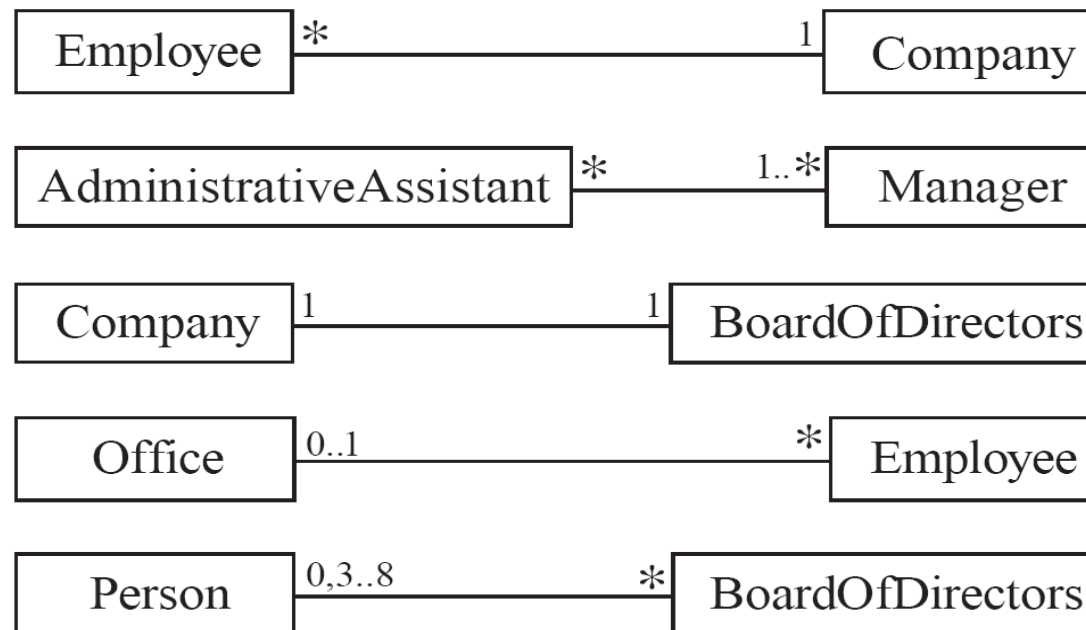 Employee * 1 Company
AdministrativeAssistant * 1..* Manager
Company 1 1 BoardOfDirectors
Office 0..1 * Employee
Person 0,3..8 * BoardOfDirectors